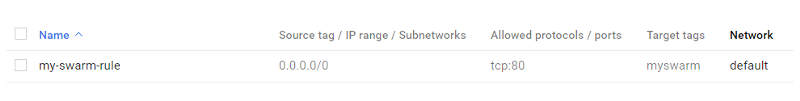 Name Source tag / IP range / Subnetworks Allowed protocols / ports Target tags Network
my-swarm-rule 0.0.0.0/0 tcp:80 myswarm default